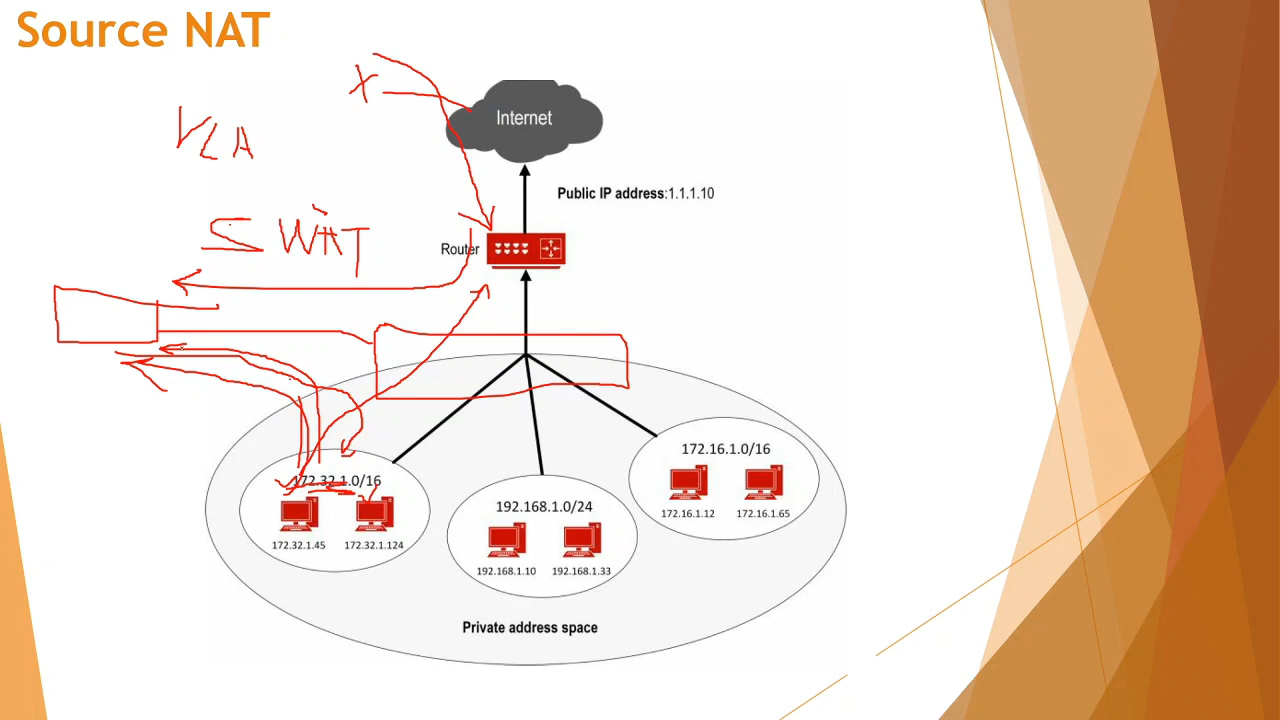 Source NAT
Internet
Public IP address:1.1.1.10
Router
172.32.1.0/16
172.32.1.45 172.32.1.124
192.168.1.0/24
192.168.1.10 192.168.1.33
172.16.1.0/16
172.16.1.12 172.16.1.65
Private address space